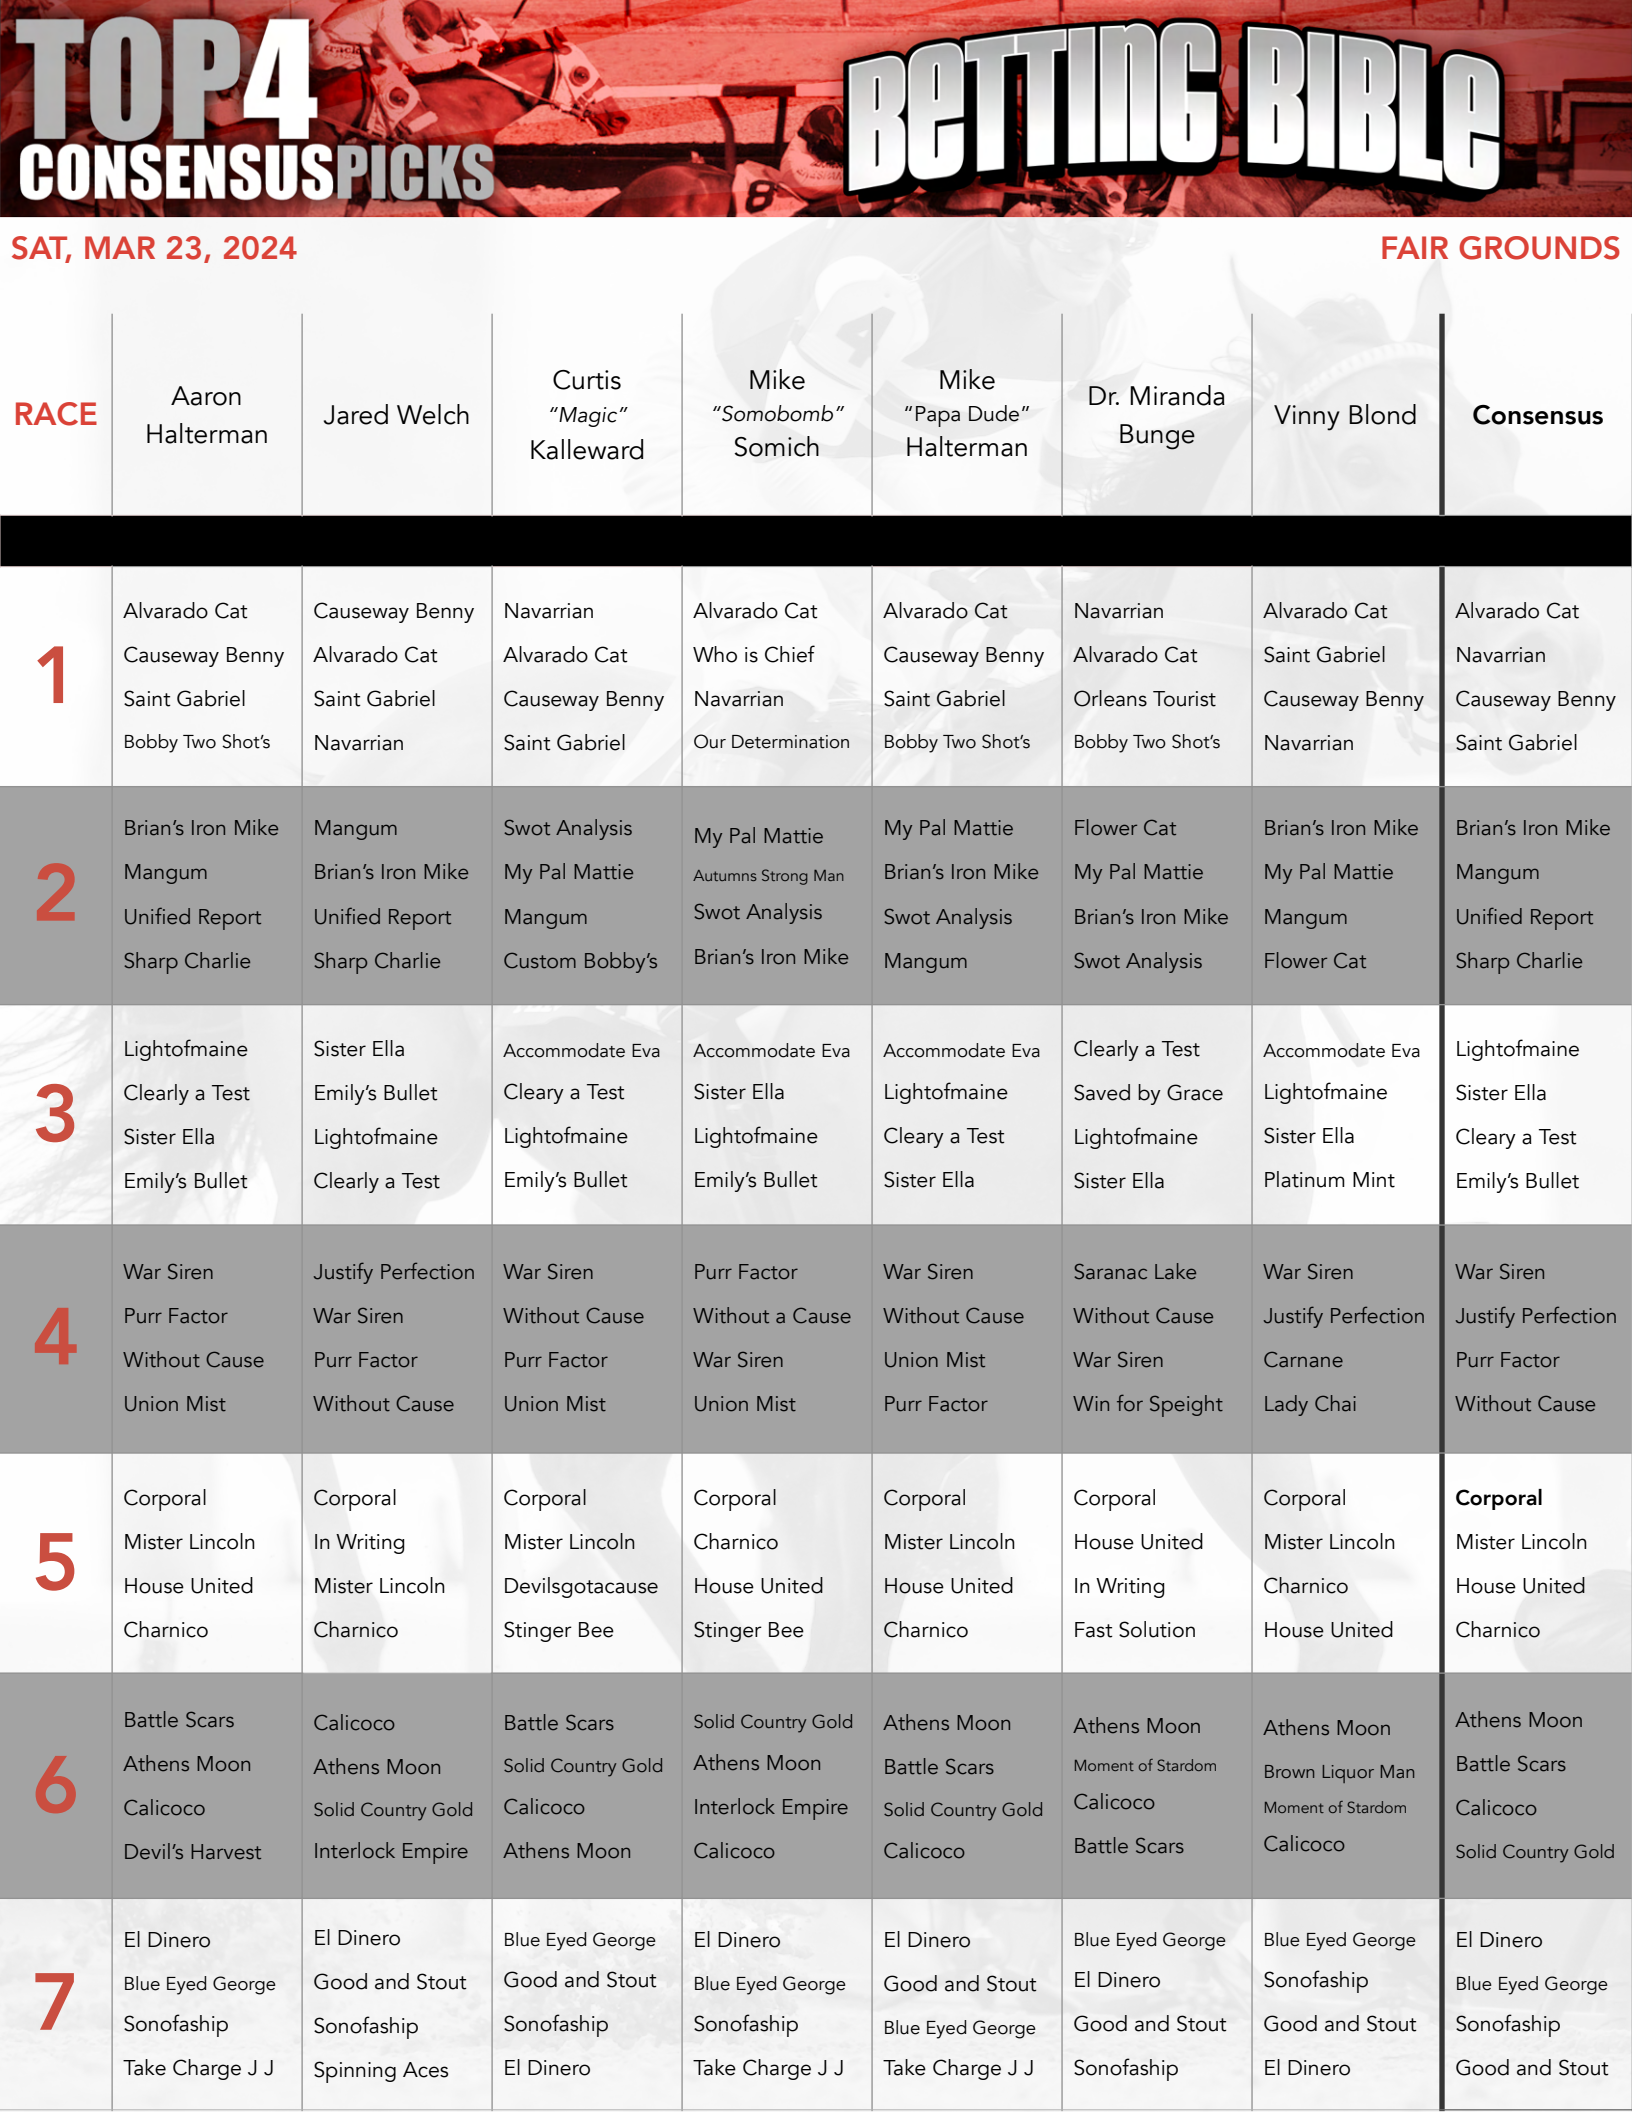 TOP4
CONSENSUSPICKS
BETTING BIBLE
8
SAT, MAR 23, 2024
FAIR GROUNDS
4
RACE
Aaron
Halterman
Jared Welch
Curtis
“Magic”
Kalleward
Mike
“Somobomb”
Somich
Mike
“Papa Dude”
Halterman
Dr. Miranda
Bunge
Vinny Blond
Consensus
1
Alvarado Cat
Causeway Benny
Saint Gabriel
Bobby Two Shot’s
Causeway Benny
Alvarado Cat
Saint Gabriel
Navarrian
Navarrian
Alvarado Cat
Causeway Benny
Saint Gabriel
Alvarado Cat
Who is Chief
Navarrian
Our Determination
Alvarado Cat
Causeway Benny
Saint Gabriel
Bobby Two Shot’s
Navarrian
Alvarado Cat
Orleans Tourist
Bobby Two Shot’s
Alvarado Cat
Saint Gabriel
Causeway Benny
Navarrian
Alvarado Cat
Navarrian
Causeway Benny
Saint Gabriel
2
Brian’s Iron Mike
Mangum
Unified Report
Sharp Charlie
Mangum
Brian’s Iron Mike
Unified Report
Sharp Charlie
Swot Analysis
My Pal Mattie
Mangum
Custom Bobby’s
My Pal Mattie
Autumns Strong Man
Swot Analysis
Brian’s Iron Mike
My Pal Mattie
Brian’s Iron Mike
Swot Analysis
Mangum
Flower Cat
My Pal Mattie
Brian’s Iron Mike
Swot Analysis
Brian’s Iron Mike
My Pal Mattie
Mangum
Flower Cat
Brian’s Iron Mike
Mangum
Unified Report
Sharp Charlie
3
Lightofmaine
Clearly a Test
Sister Ella
Emily’s Bullet
Sister Ella
Emily’s Bullet
Lightofmaine
Clearly a Test
Accommodate Eva
Cleary a Test
Lightofmaine
Emily’s Bullet
Accommodate Eva
Sister Ella
Lightofmaine
Emily’s Bullet
Accommodate Eva
Lightofmaine
Cleary a Test
Sister Ella
Clearly a Test
Saved by Grace
Lightofmaine
Sister Ella
Accommodate Eva
Lightofmaine
Sister Ella
Platinum Mint
Lightofmaine
Sister Ella
Cleary a Test
Emily’s Bullet
4
War Siren
Purr Factor
Without Cause
Union Mist
Justify Perfection
War Siren
Purr Factor
Without Cause
War Siren
Without Cause
Purr Factor
Union Mist
Purr Factor
Without a Cause
War Siren
Union Mist
War Siren
Without Cause
Union Mist
Purr Factor
Saranac Lake
Without Cause
War Siren
Win for Speight
War Siren
Justify Perfection
Carnane
Lady Chai
War Siren
Justify Perfection
Purr Factor
Without Cause
5
Corporal
Mister Lincoln
House United
Charnico
Corporal
In Writing
Mister Lincoln
Charnico
Corporal
Mister Lincoln
Devilsgotacause
Stinger Bee
Corporal
Charnico
House United
Stinger Bee
Corporal
Mister Lincoln
House United
Charnico
Corporal
House United
In Writing
Fast Solution
Corporal
Mister Lincoln
Charnico
House United
Corporal
Mister Lincoln
House United
Charnico
6
Battle Scars
Athens Moon
Calicoco
Devil’s Harvest
Calicoco
Athens Moon
Solid Country Gold
Interlock Empire
Battle Scars
Solid Country Gold
Calicoco
Athens Moon
Solid Country Gold
Athens Moon
Interlock Empire
Calicoco
Athens Moon
Battle Scars
Solid Country Gold
Calicoco
Athens Moon
Moment of Stardom
Calicoco
Battle Scars
Athens Moon
Brown Liquor Man
Moment of Stardom
Calicoco
Athens Moon
Battle Scars
Calicoco
Solid Country Gold
7
El Dinero
Blue Eyed George
Sonofaship
Take Charge J J
El Dinero
Good and Stout
Sonofaship
Spinning Aces
Blue Eyed George
Good and Stout
Sonofaship
El Dinero
El Dinero
Blue Eyed George
Sonofaship
Take Charge J J
El Dinero
Good and Stout
Blue Eyed George
Take Charge J J
Blue Eyed George
El Dinero
Good and Stout
Sonofaship
Blue Eyed George
Sonofaship
Good and Stout
El Dinero
El Dinero
Blue Eyed George
Sonofaship
Good and Stout